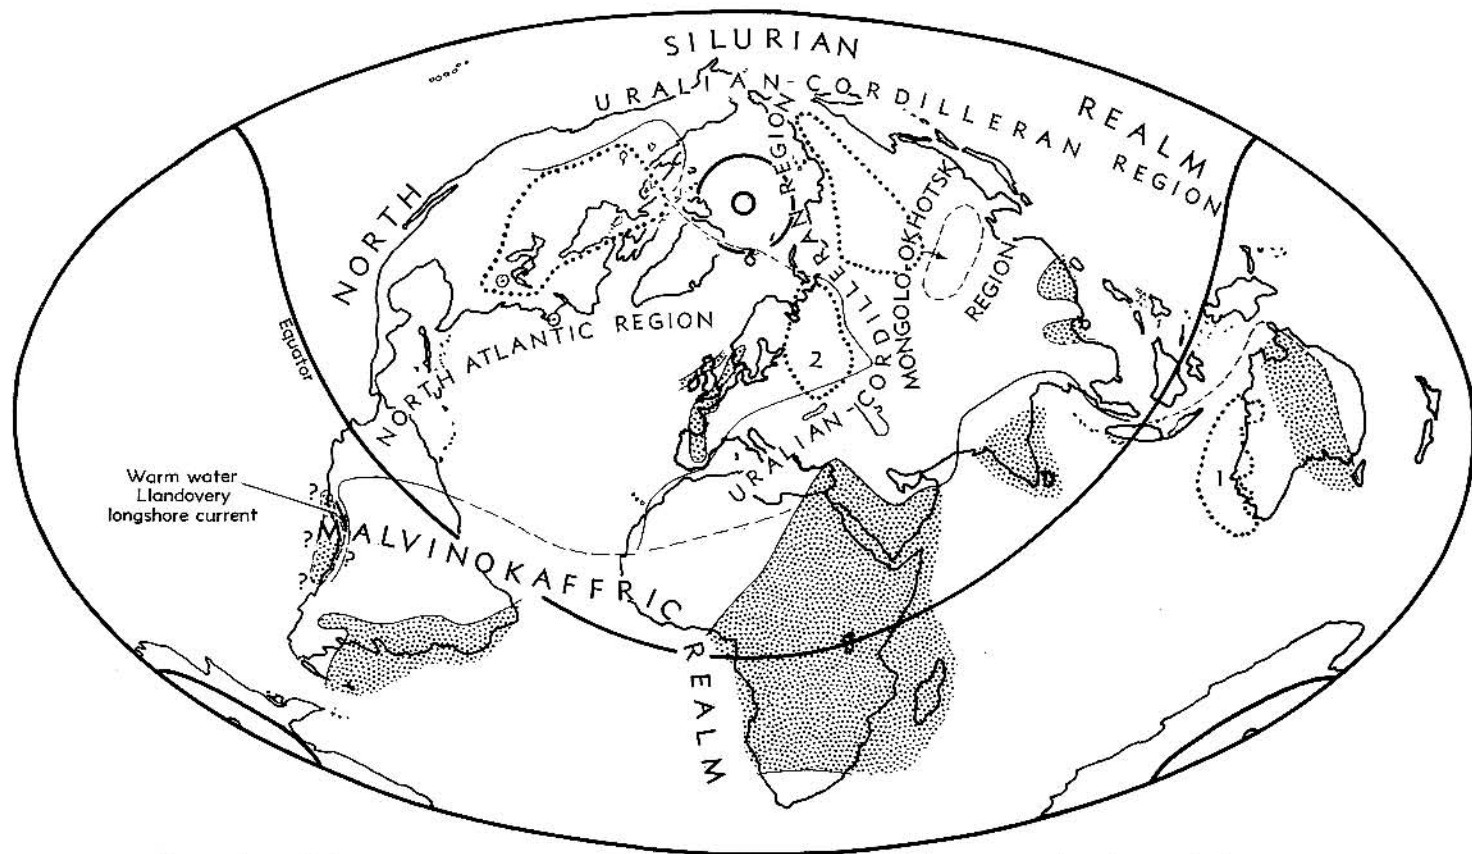 SILURIAN
REALM
URALIAN-CORDILLERAN REGION
NORTH
NORTH ATLANTIC REGION
URALIAN-CORDILLERAN REGION
MONGOLO-OKHOTSK
REGION
Equator
2
1
Warm water
Llandovery
longshore current
?
?
?
?
MALVINOKAFFRIC
REALM